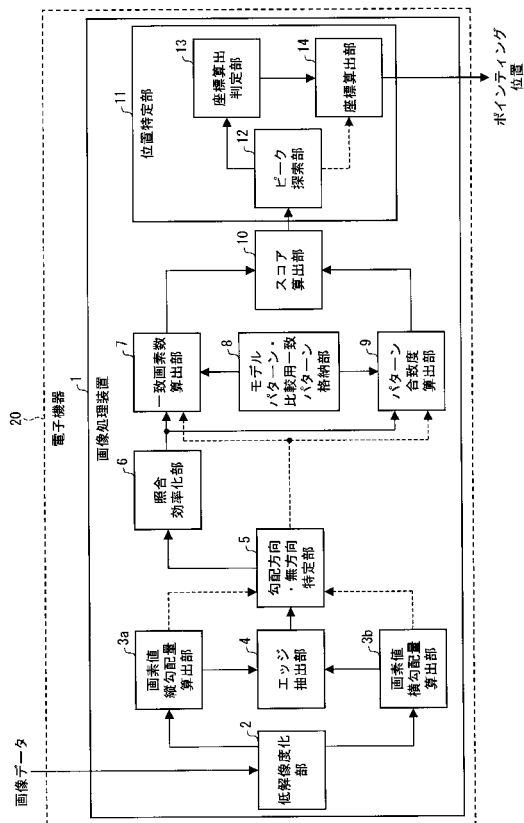 20
電子機器
1
画像処理装置
画像データ
2
低解像度化
部
3a
画素値
縦勾配量
算出部
3b
画素値
横勾配量
算出部
4
エッジ
抽出部
5
勾配方向
・無方向
特定部
6
照合
効率化部
7
一致画素数
算出部
8
モデル
パターン・
比較用一致
パターン
格納部
9
パターン
合致度
算出部
10
スコア
算出部
11
位置特定部
12
ピーク
探索部
13
座標算出
判定部
14
座標算出部
ポインティング
位置